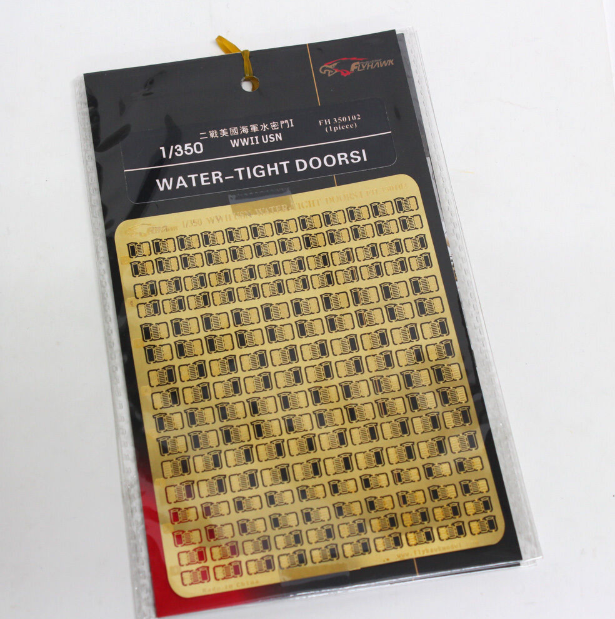 FLYHAWK
二戰美國海軍水密門I
FH 350102
1/350
WWII USN
(1piece)
WATER-TIGHT DOORSI